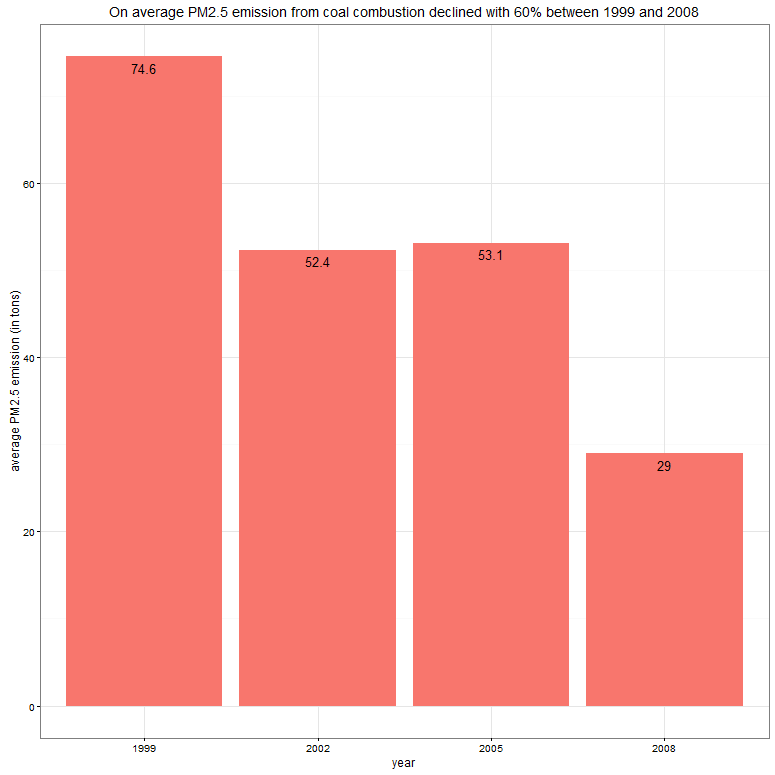 On average PM2.5 emission from coal combustion declined with 60% between 1999 and 2008
74.6
52.4
53.1
29
60
40
20
0
average PM2.5 emission (in tons)
1999 2002 2005 2008
year